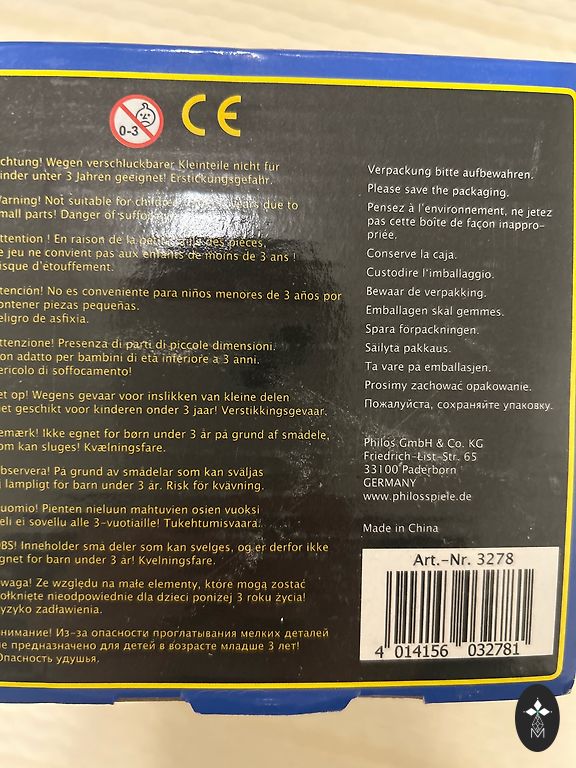 0-3
CE
chtung! Wegen verschluckbarer Kleinteile nicht für
inder unter 3 Jahren geeignet! Erstickungsgefahr.
arning! Not suitable for children years due to
mall parts! Danger of
ttention ! En raison de la petite taille des pièces,
e jeu ne convient pas aux enfants de moins de 3 ans !
isque d'étouffement.
tención! No es conveniente para niños menores de 3 años por
ontener piezas pequeñas.
eligro de asfixia.
ttenzione! Presenza di parti di piccole dimensioni.
on adatto per bambini di età inferiore a 3 anni.
ericolo di soffocamento!
et op! Wegens gevaar voor inslikken van kleine delen
iet geschikt voor kinderen onder 3 jaar! Verstikkingsgevaar.
emærk! Ikke egnet for børn under 3 år på grund af smådele,
om kan sluges! Kvælningsfare.
bservera! På grund av smådelar som kan sväljas
j lämpligt for barn under 3 år. Risk för kvävning.
uomio! Pienten nieluun mahtuvien osien vuoksi
eli ei sovellu alle 3-vuotiaille! Tukehtumisvaara.
BS! Inneholder små deler som kan svelges, og er derfor ikke
gnet for barn under 3 år! Kvelningsfare.
waga! Ze względu na małe elementy, które mogą zostać
ołknięte nieodpowiednie dla dzieci poniżej 3 roku życia!
yzyko zadławienia.
нимание! Из-за опасности проглатывания мелких деталей
не предназначено для детей в возрасте младше 3 лет!
Опасность удушья.
Verpackung bitte aufbewahren.
Please save the packaging.
Pensez à l'environnement, ne jetez
pas cette boîte de façon inappro-
priée.
Conserve la caja.
Custodire l'imballaggio.
Bewaar de verpakking.
Emballagen skal gemmes.
Spara förpackningen.
Säilytä pakkaus.
Ta vare på emballasjen.
Prosimy zachować opakowanie.
Пожалуйста, сохраняйте упаковку.
Philos GmbH & Co. KG
Friedrich-List-Str. 65
33100 Paderborn
GERMANY
www.philosspiele.de
Made in China
Art.-Nr. 3278
4 014156 032781
M